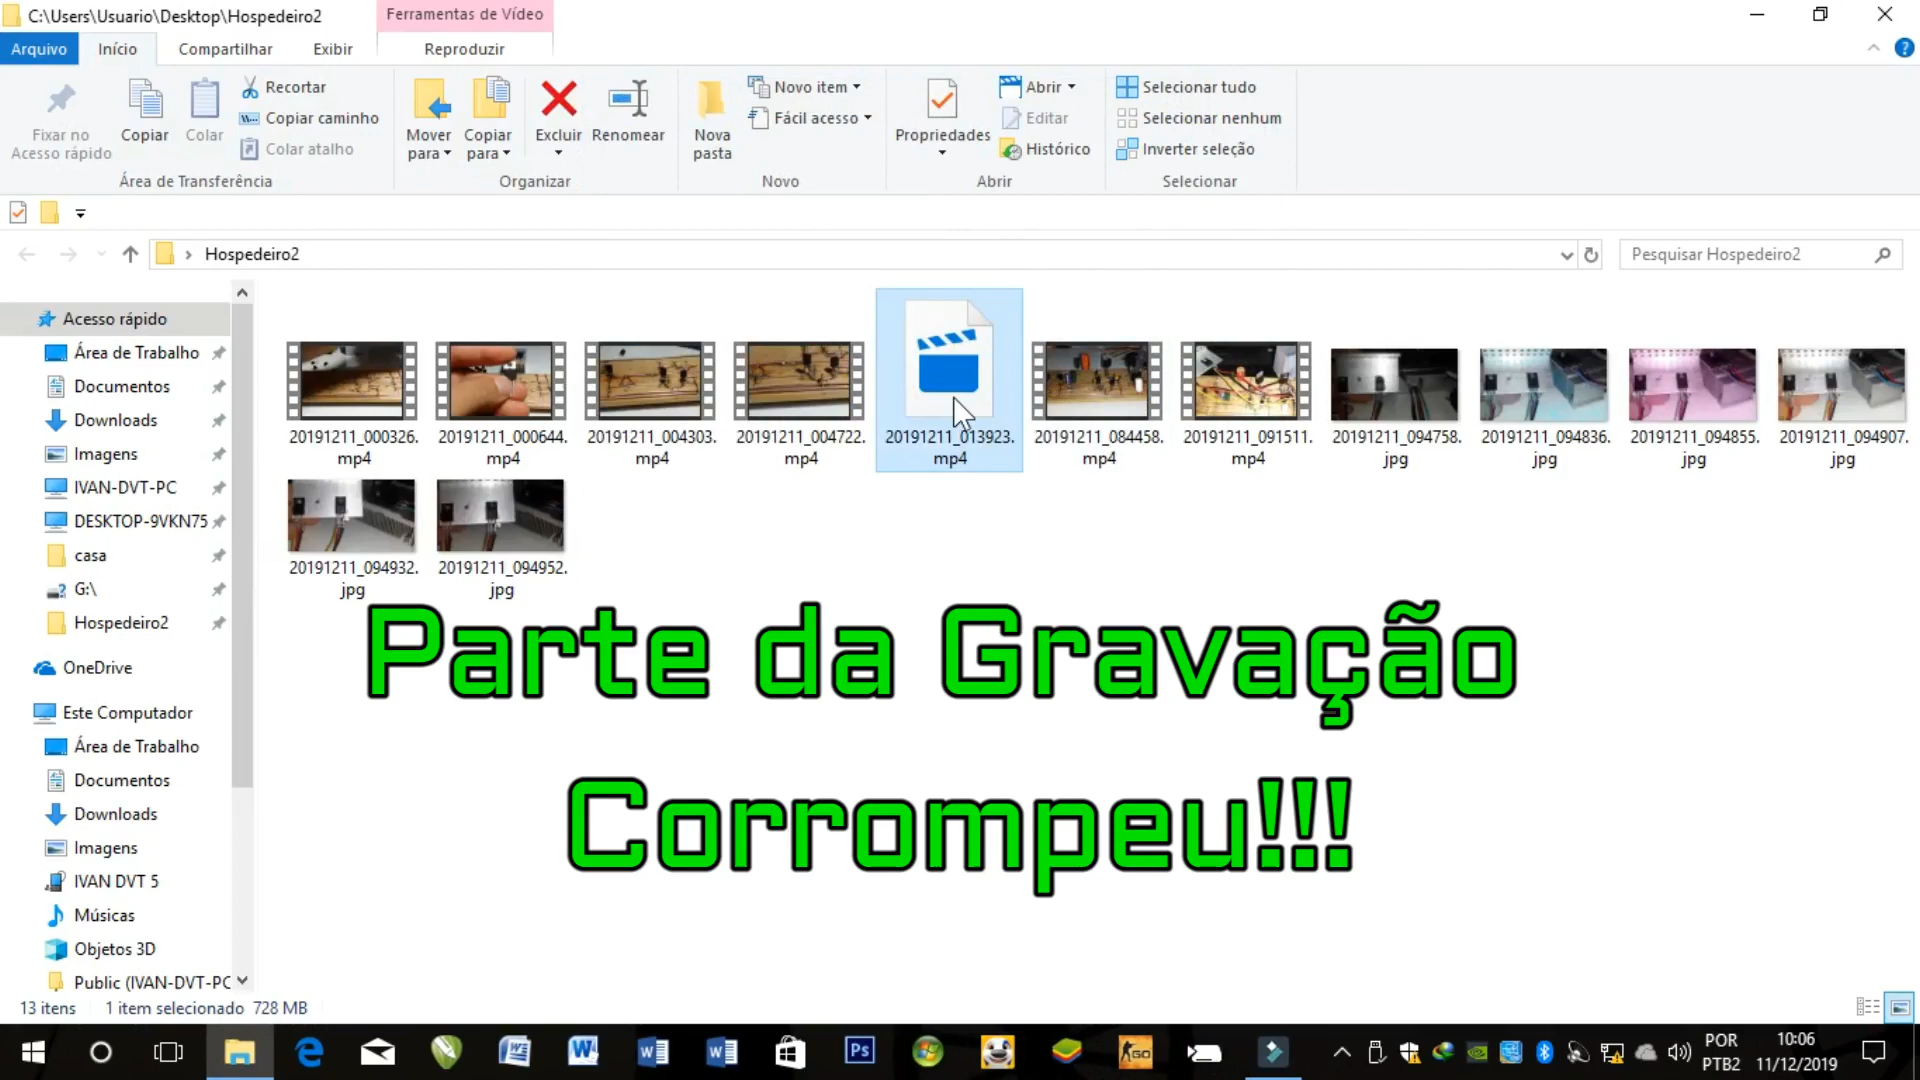 C:\Users\Usuario\Desktop\Hospedeiro2
Ferramentas de Vídeo
Arquivo
Início
Compartilhar
Exibir
Reproduzir
Fixar no
Acesso rápido
Copiar
Colar
Recortar
Copiar caminho
Colar atalho
Área de Transferência
Mover
para
Copiar
para
Excluir
Renomear
Organizar
Nova
pasta
Novo item
Fácil acesso
Novo
Propriedades
Abrir
Editar
Histórico
Abrir
Selecionar tudo
Selecionar nenhum
Inverter seleção
Selecionar
Hospedeiro2
Pesquisar Hospedeiro2
Acesso rápido
Área de Trabalho
Documentos
Downloads
Imagens
IVAN-DVT-PC
DESKTOP-9VKN75
casa
G:\
Hospedeiro2
OneDrive
Este Computador
Área de Trabalho
Documentos
Downloads
Imagens
IVAN DVT 5
Músicas
Objetos 3D
Public (IVAN-DVT-PC
20191211_000326.
mp4
20191211_000644.
mp4
20191211_004303.
mp4
20191211_004722.
mp4
20191211_013923.
mp4
20191211_084458.
mp4
20191211_091511.
mp4
20191211_094758.
jpg
20191211_094836.
jpg
20191211_094855.
jpg
20191211_094907.
jpg
20191211_094932.
jpg
20191211_094952.
jpg
Parte da Gravação
Corrompeu!!!
13 itens
1 item selecionado 728 MB
Ps
GO
POR
PTB2
10:06
11/12/2019